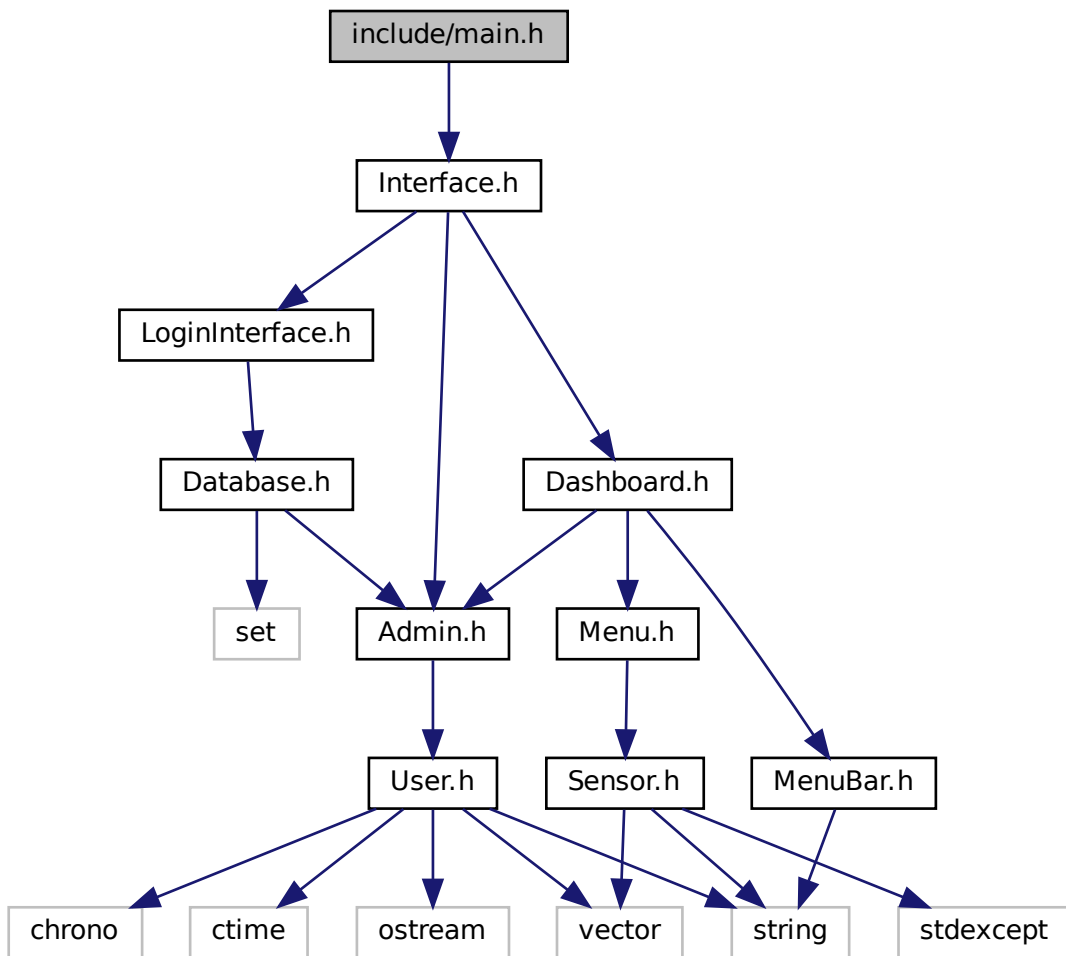 include/main.h
Interface.h
LoginInterface.h
Database.h
Dashboard.h
set
Admin.h
Menu.h
User.h
Sensor.h
MenuBar.h
chrono
ctime
ostream
vector
string
stdexcept